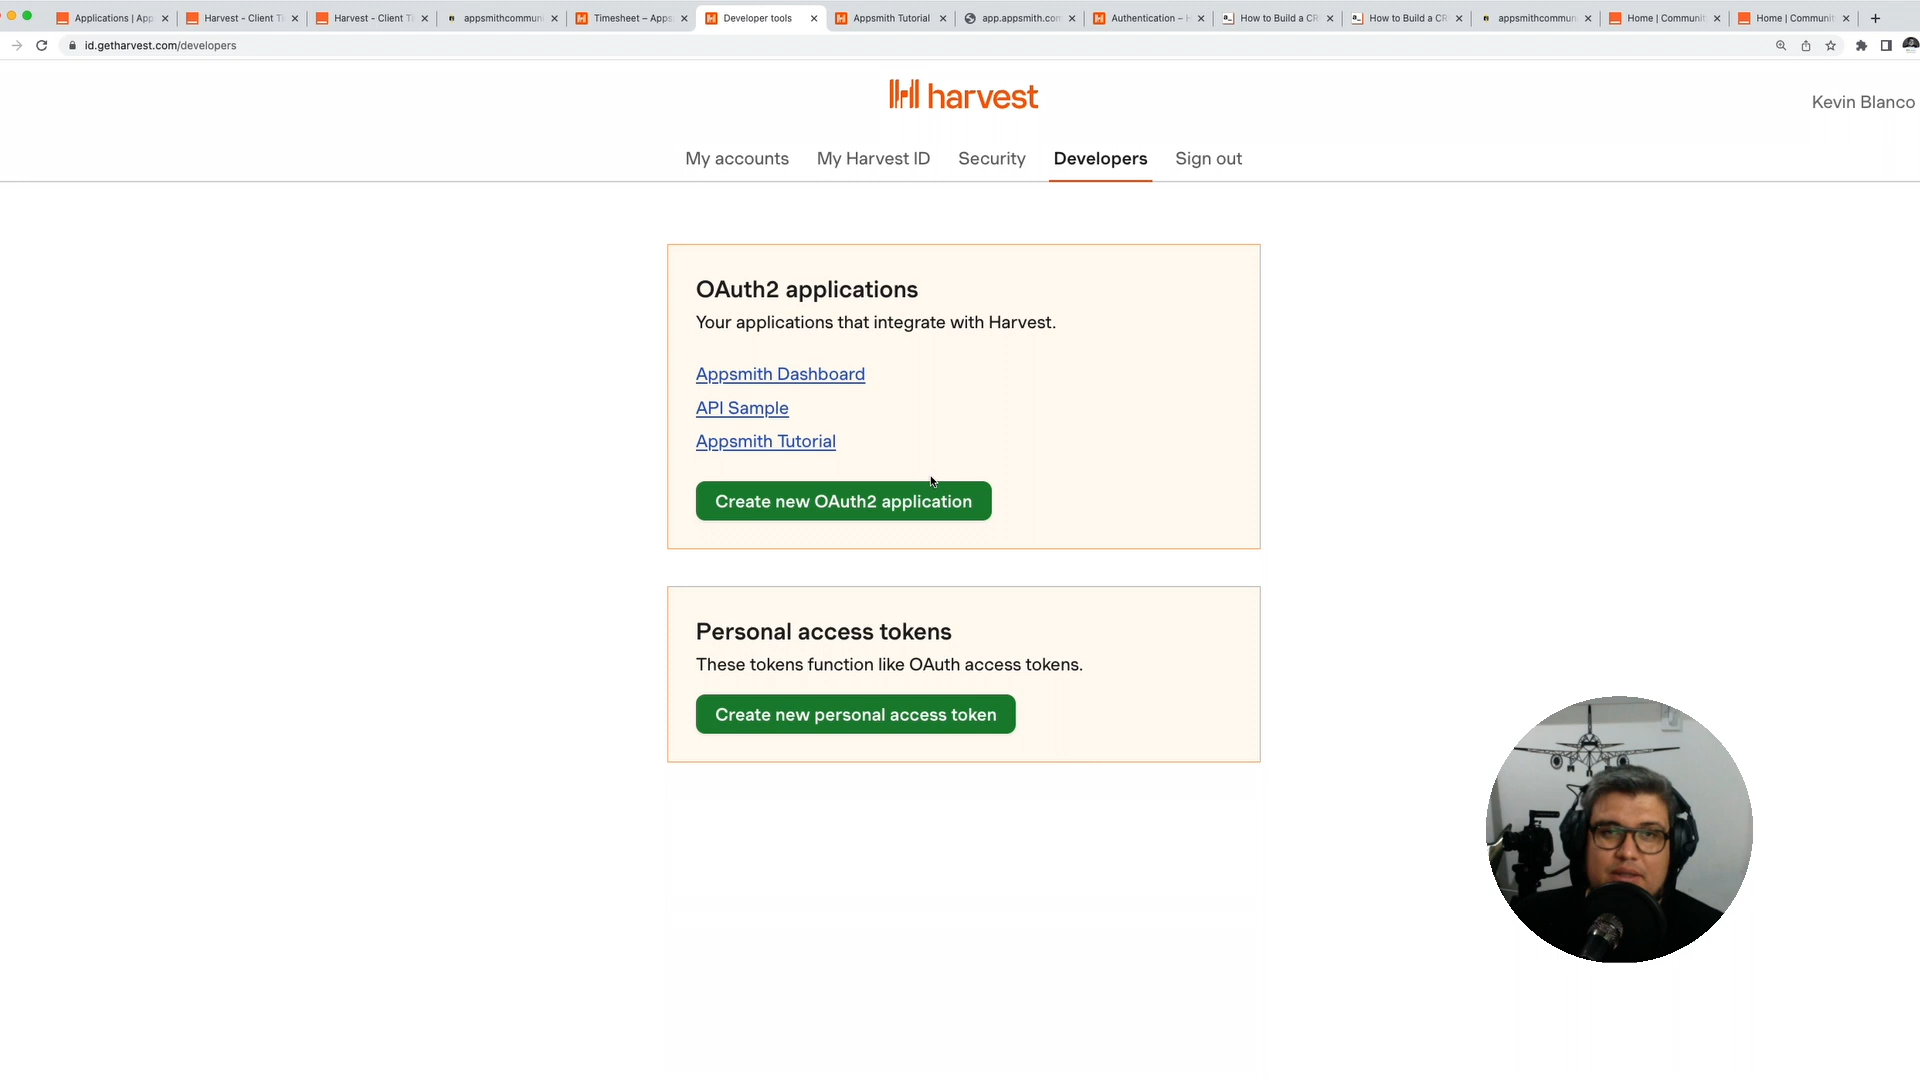 Applications | App
Harvest - Client Ti
Harvest - Client Ti
appsmithcommuni
Timesheet – Apps
Developer tools
Appsmith Tutorial
app.appsmith.com
Authentication –
How to Build a CR
How to Build a CR
appsmithcommun
Home | Communit
Home | Communit
id.getharvest.com/developers
harvest
Kevin Blanco
My accounts
My Harvest ID
Security
Developers
Sign out
OAuth2 applications
Your applications that integrate with Harvest.
Appsmith Dashboard
API Sample
Appsmith Tutorial
Create new OAuth2 application
Personal access tokens
These tokens function like OAuth access tokens.
Create new personal access token